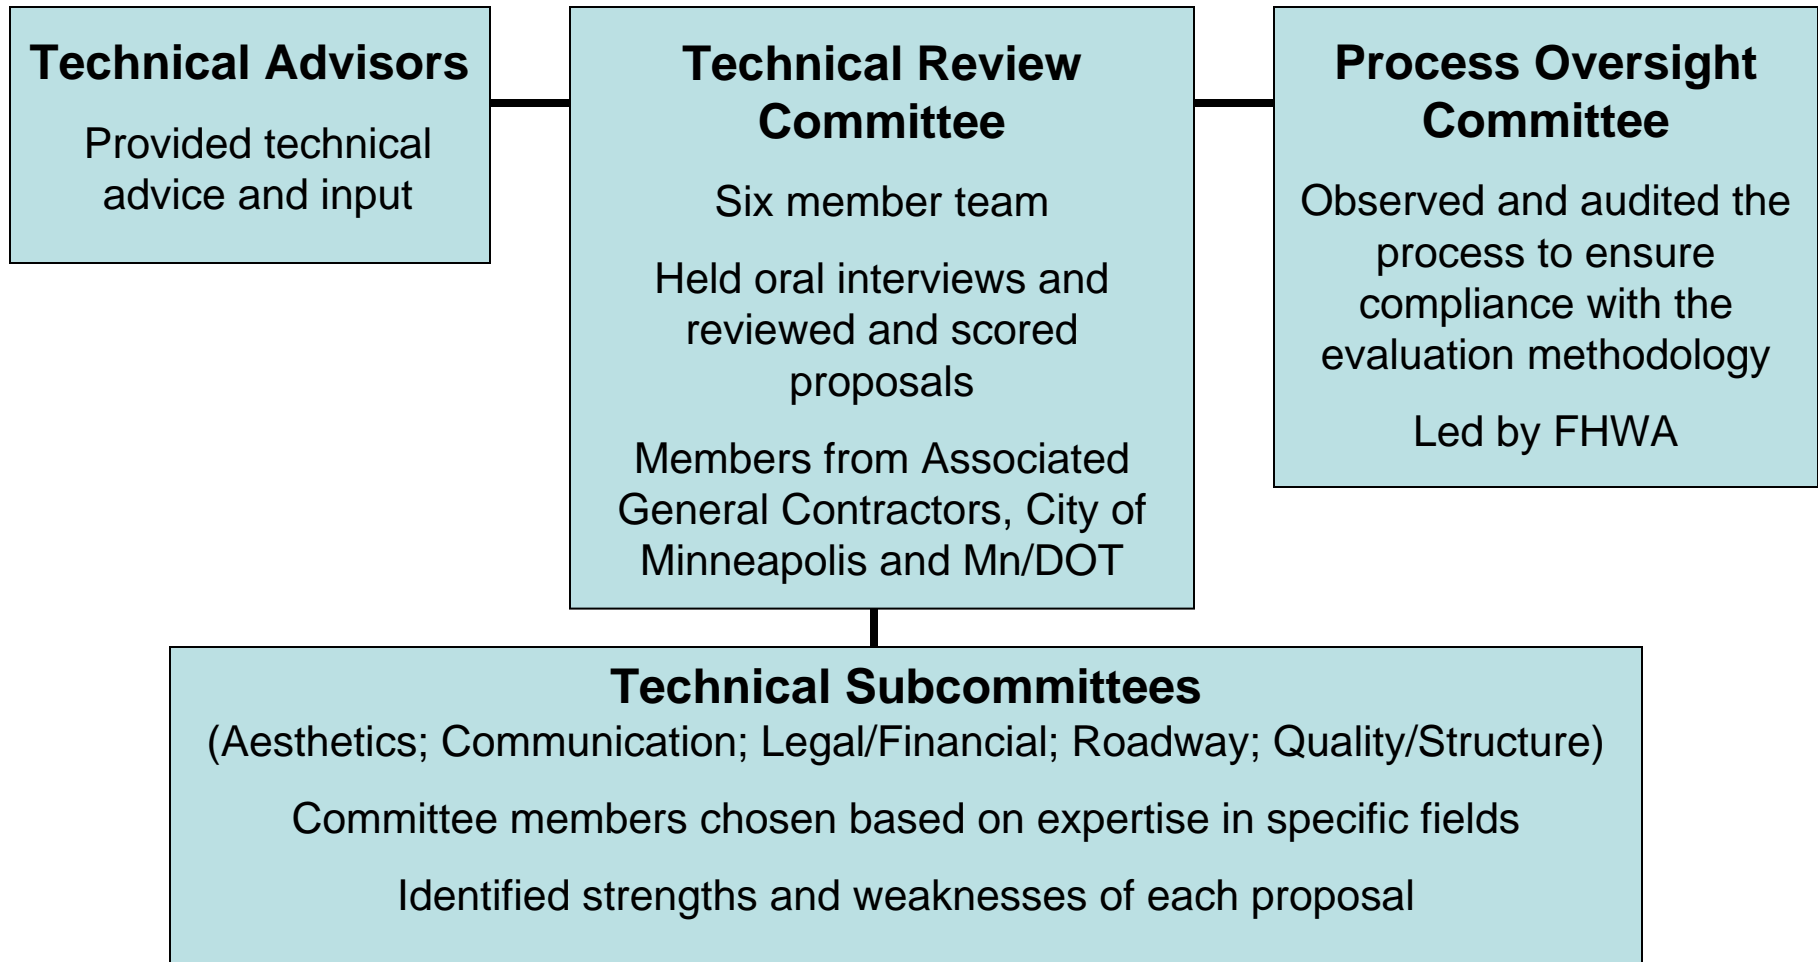 Technical Advisors
Provided technical
advice and input
Technical Review
Committee
Six member team
Held oral interviews and
reviewed and scored
proposals
Members from Associated
General Contractors, City of
Minneapolis and Mn/DOT
Process Oversight
Committee
Observed and audited the
process to ensure
compliance with the
evaluation methodology
Led by FHWA
Technical Subcommittees
(Aesthetics; Communication; Legal/Financial; Roadway; Quality/Structure)
Committee members chosen based on expertise in specific fields
Identified strengths and weaknesses of each proposal